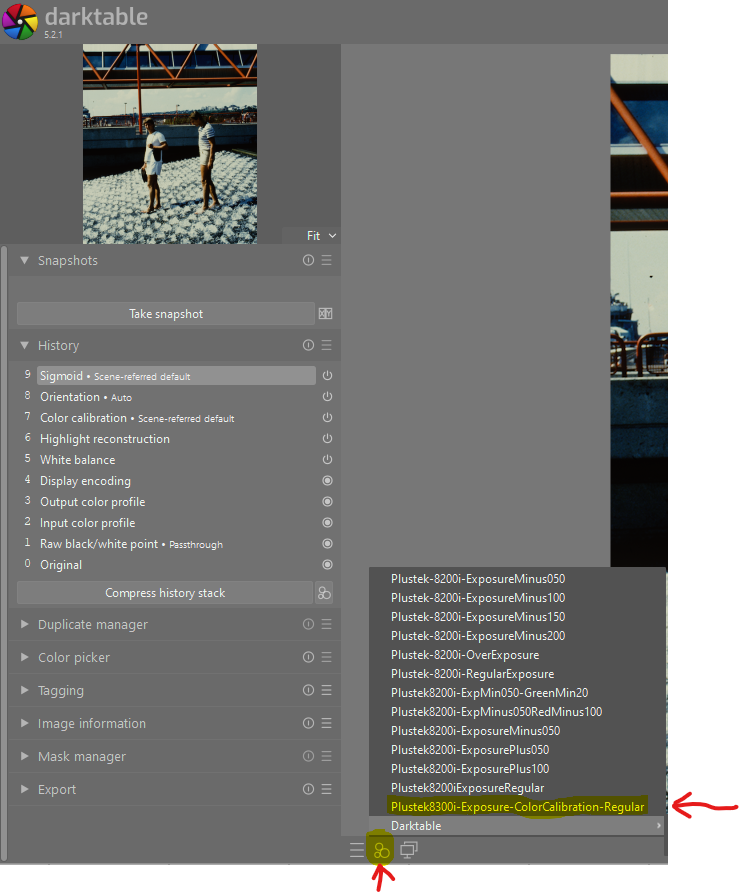 darktable
5.2.1
Fit
Snapshots
Take snapshot
History
9 Sigmoid • Scene-referred default
8 Orientation • Auto
7 Color calibration • Scene-referred default
6 Highlight reconstruction
5 White balance
4 Display encoding
3 Output color profile
2 Input color profile
1 Raw black/white point • Passthrough
0 Original
Compress history stack
Duplicate manager
Color picker
Tagging
Image information
Mask manager
Export
Plustek-8200i-ExposureMinus050
Plustek-8200i-ExposureMinus100
Plustek-8200i-ExposureMinus150
Plustek-8200i-ExposureMinus200
Plustek-8200i-OverExposure
Plustek-8200i-RegularExposure
Plustek8200i-ExpMin050-GreenMin20
Plustek8200i-ExpMinus050RedMinus100
Plustek8200i-ExposureMinus050
Plustek8200i-ExposurePlus050
Plustek8200i-ExposurePlus100
Plustek8200iExposureRegular
Plustek8300i-Exposure-ColorCalibration-Regular
Darktable